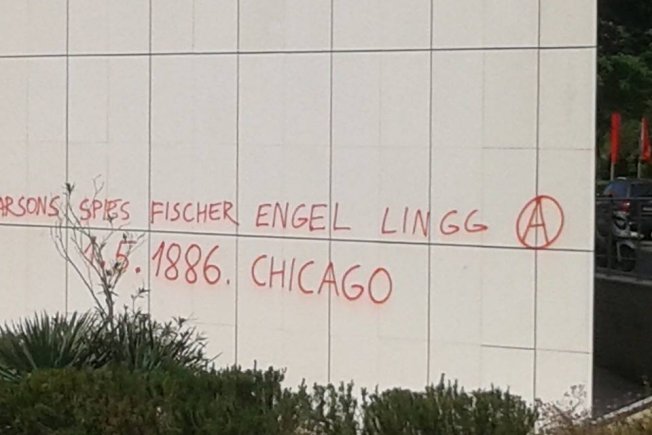 ARSONS SPIES FISCHER ENGEL LINGG Ⓐ
1.5.1886. CHICAGO